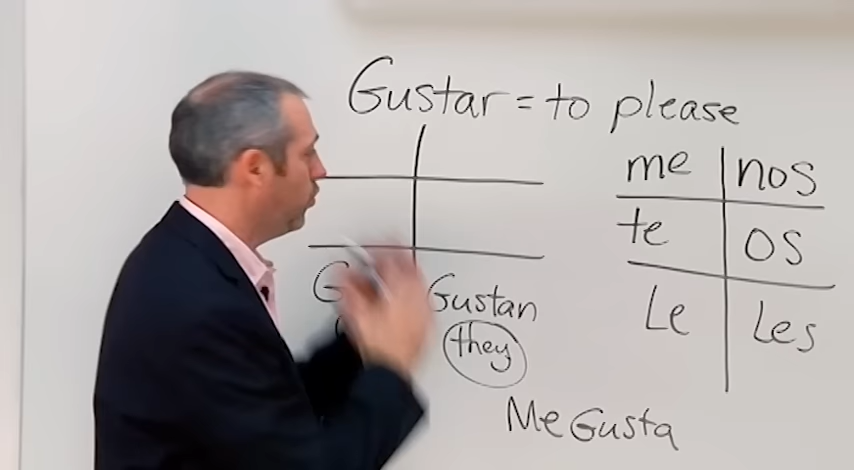 Gustar = to please
me nos
te os
Le Les
Gustan
they
Me Gusta